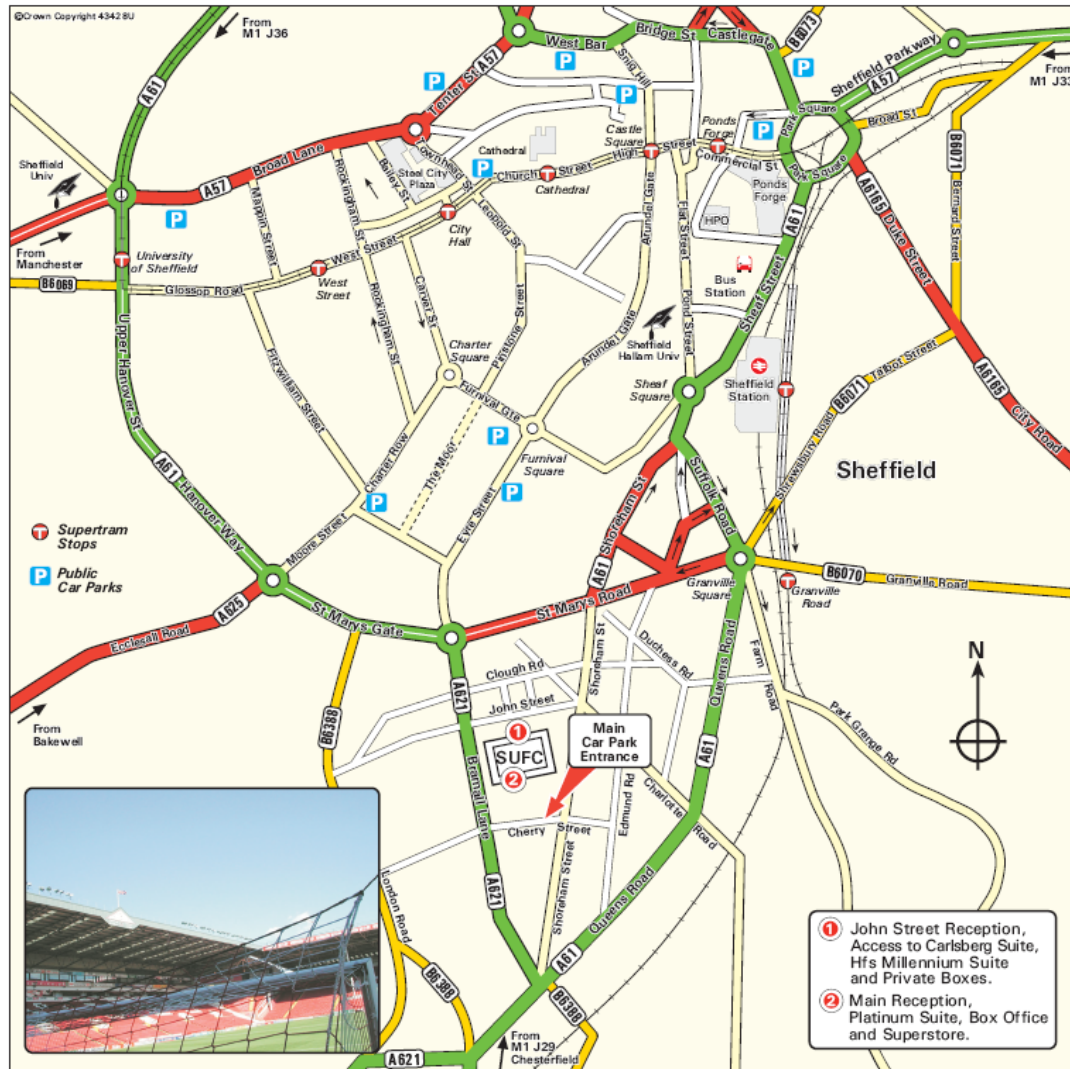 ©Crown Copyright 43428U
From
M1 J36
A61
West Bar
Bridge St
Castlegate
B6073
Sheffield Parkway
A57
From
M1 J33
Tenter St
A57
Snig Hill
Park Square
Broad St
B6071
Bernard Street
Castle
Square
Ponds
Forge
Commercial St
Park Square
Ponds
Forge
HPO
Sheffield
Univ
Broad Lane
A57
Townhead St
Steel City
Plaza
Bailey St
Rockingham St
Mappin Street
Cathedral
Church Street
High Street
Cathedral
City
Hall
Leopold St
Arundel Gate
Flat Street
A61
A6165
Duke Street
From
Manchester
University
of Sheffield
West Street
West
Street
B6069
Glossop Road
Bus
Station
Sheaf Street
Upper Hanover St
Fitzwilliam Street
Rockingham St
Carver St
Charter
Square
Pinstone Street
Arundel Gate
Sheffield
Hallam Univ
Pond Street
Sheaf
Square
Sheffield
Station
Talbot Street
B6071
Shrewsbury Road
A6165
City Road
Furnival Gte
Furnival
Square
Charter Row
The Moor
Eyre Street
Moore Street
A61
Hanover Way
Sheffield
Suffolk Road
Shoreham St
A61
T Supertram
Stops
P Public
Car Parks
Granville
Square
B6070
Granville Road
Granville
Road
Ecclesall Road
A625
St Marys Gate
St Marys Road
From
Bakewell
B6388
A621
Clough Rd
John Street
Shoreham St
Duchess Rd
Queens Road
A61
Farm
Road
Park Grange Rd
N
1
SUFC
2
Main
Car Park
Entrance
Bramall Lane
Cherry Street
Edmund Rd
Charlotte
Road
A621
Shoreham Street
Queens Road
A61
London Road
B6388
B6388
A621
From
M1 J29
Chesterfield
1 John Street Reception,
Access to Carlsberg Suite,
Hfs Millennium Suite
and Private Boxes.
2 Main Reception,
Platinum Suite, Box Office
and Superstore.